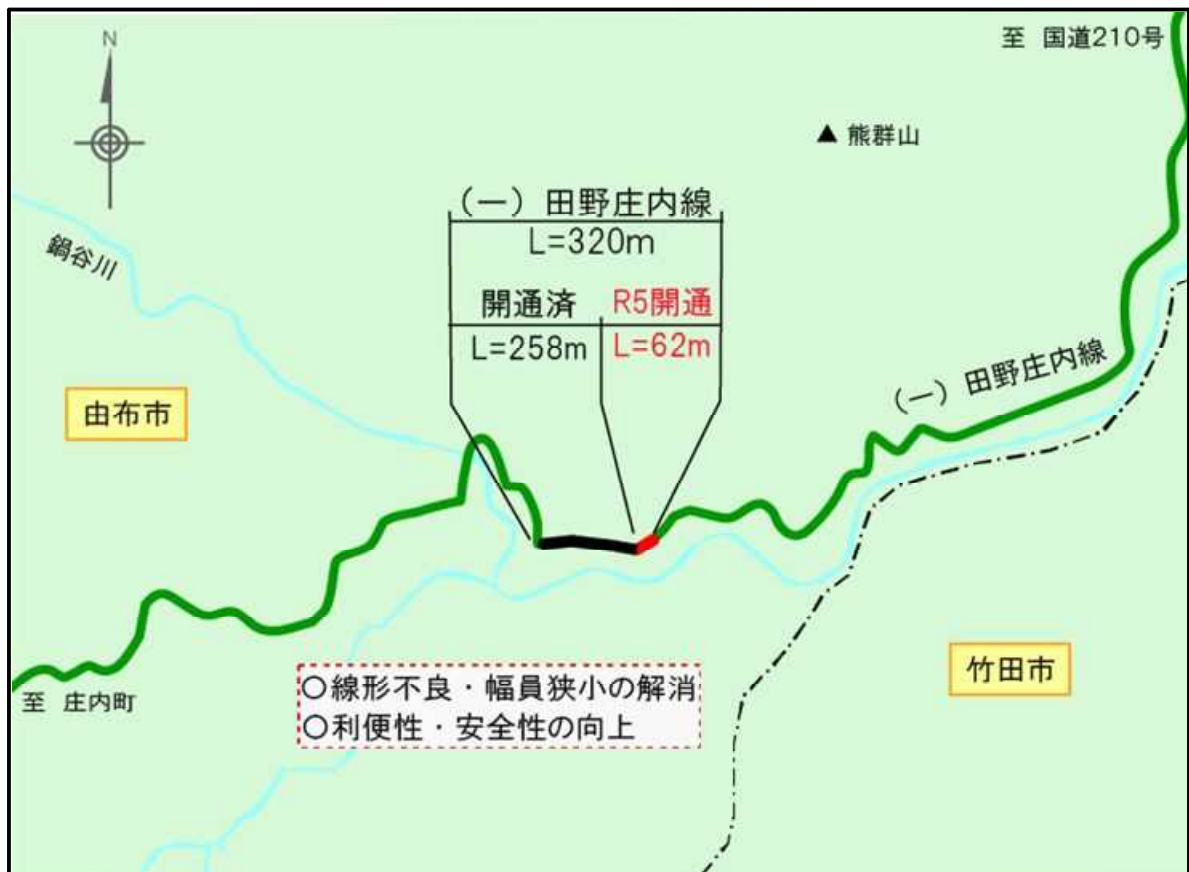 N
至 国道210号
▲ 熊群山
(一) 田野庄内線
L=320m
鍋谷川
開通済 R5開通
L=258m L=62m
(一) 田野庄内線
由布市
竹田市
至 庄内町
○線形不良・幅員狭小の解消
○利便性・安全性の向上